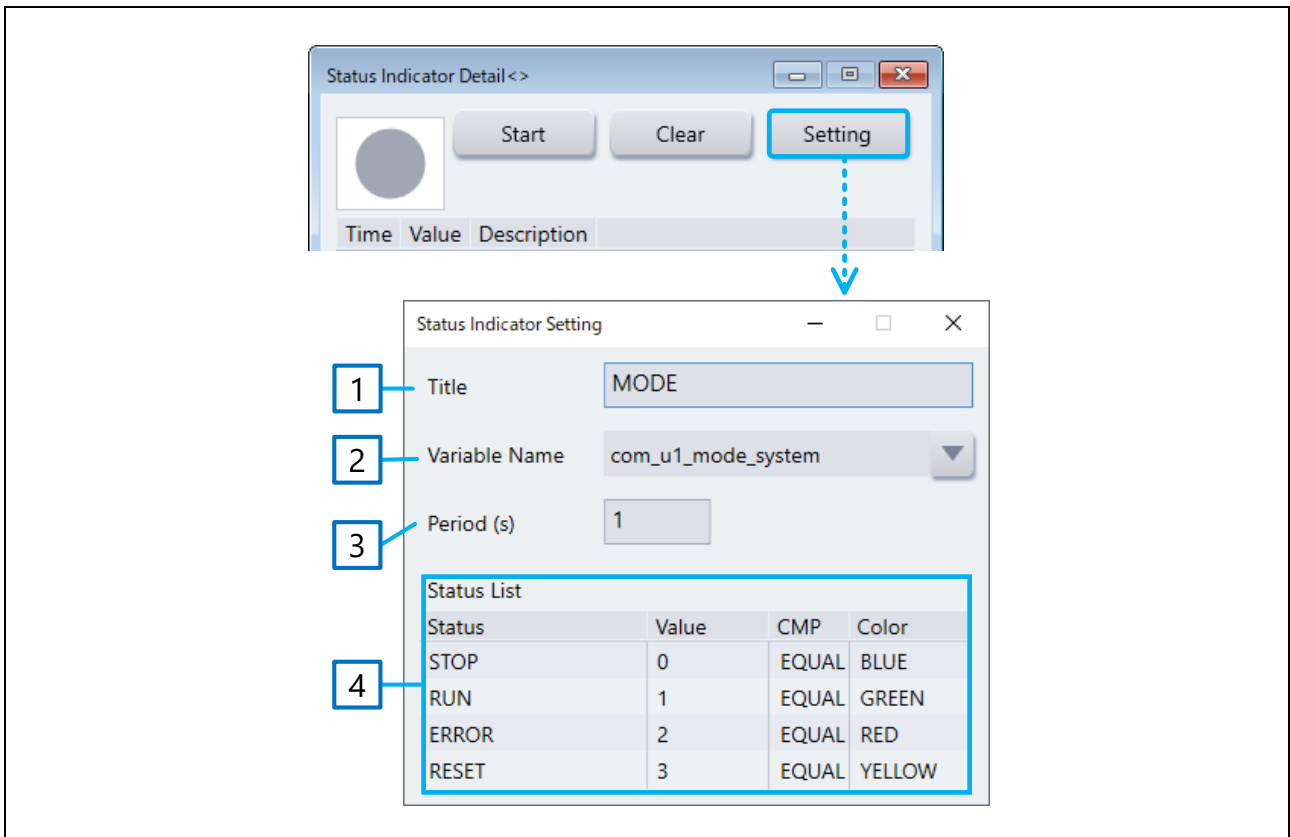 Status Indicator Detail<>
Start Clear Setting
Time Value Description
Status Indicator Setting
1 Title MODE
2 Variable Name com_u1_mode_system
3 Period (s) 1
Status List
Status Value CMP Color
STOP 0 EQUAL BLUE
4
RUN 1 EQUAL GREEN
ERROR 2 EQUAL RED
RESET 3 EQUAL YELLOW